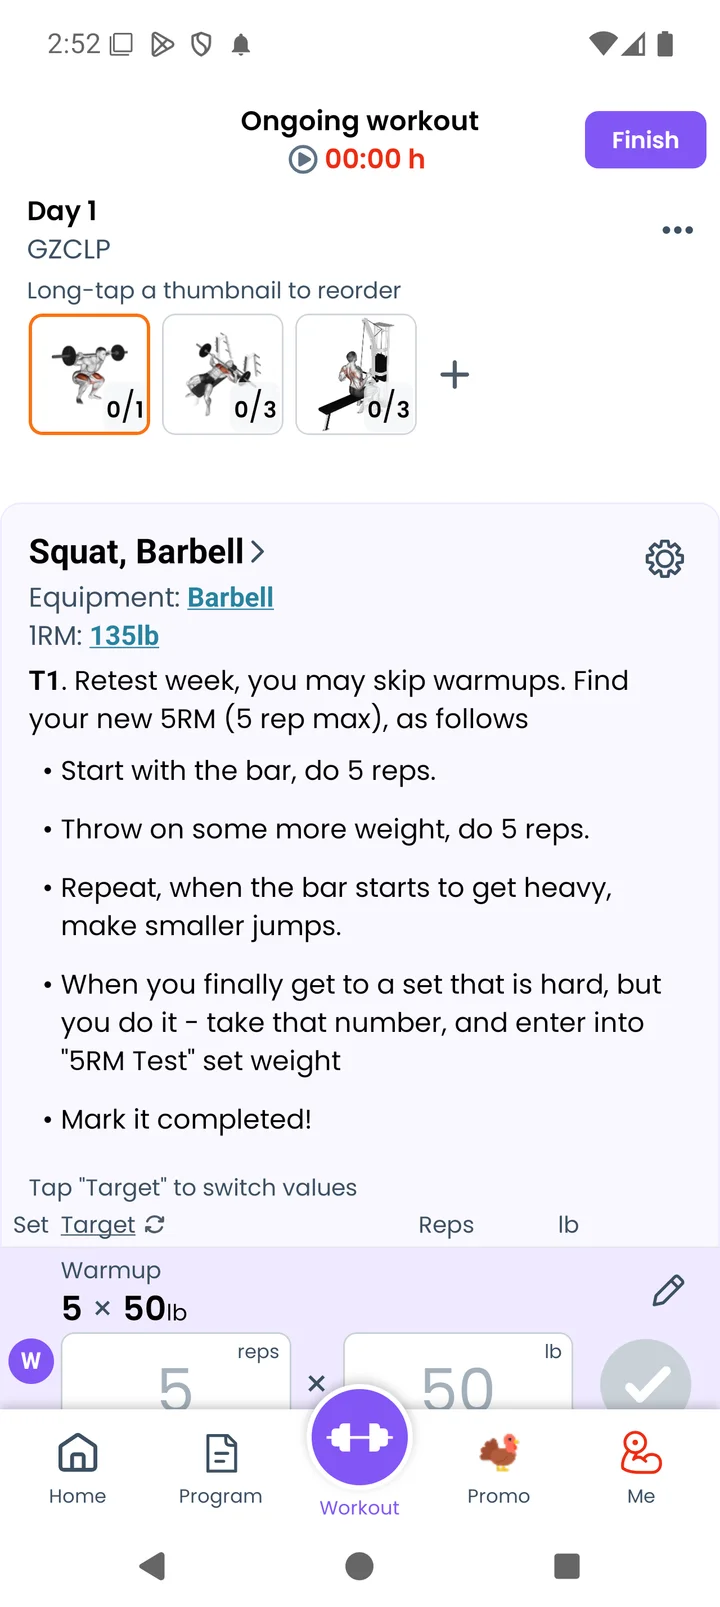 2:52
Ongoing workout
00:00 h
Finish
Day 1
GZCLP
Long-tap a thumbnail to reorder
0/1
0/3
0/3
Squat, Barbell
Equipment: Barbell
1RM: 135lb
T1. Retest week, you may skip warmups. Find
your new 5RM (5 rep max), as follows
• Start with the bar, do 5 reps.
• Throw on some more weight, do 5 reps.
• Repeat, when the bar starts to get heavy,
make smaller jumps.
• When you finally get to a set that is hard, but
you do it - take that number, and enter into
"5RM Test" set weight
• Mark it completed!
Tap "Target" to switch values
Set Target Reps lb
Warmup
5 × 50lb
W
reps
5
×
lb
50
Home
Program
Workout
Promo
Me